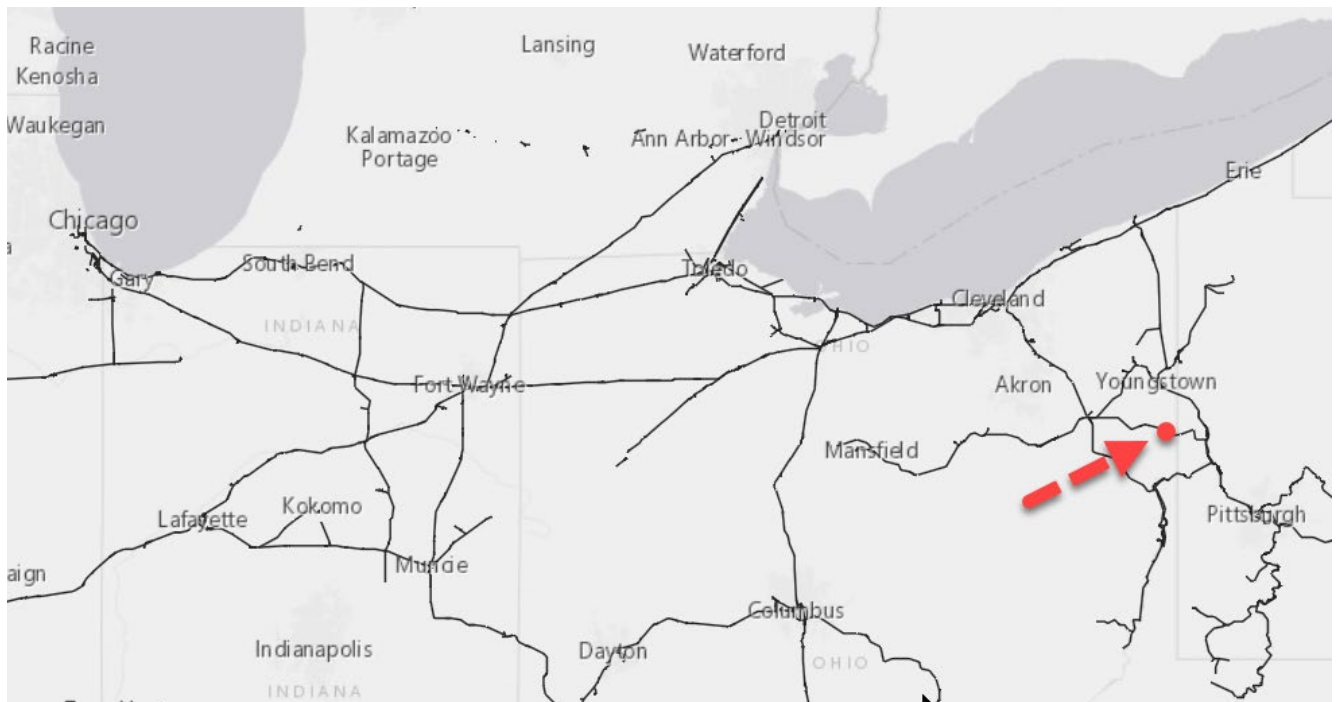 Racine
Kenosha
Lansing
Waterford
Waukegan
Kalamazoo
Portage
Detroit
Ann Arbor Windsor
Erie
Chicago
Gary
South Bend
Toledo
Cleveland
INDIANA
OHIO
Fort Wayne
Akron
Youngstown
Mansfield
Lafayette
Kokomo
Pittsburgh
aign
Muncie
Columbus
Indianapolis
Dayton
OHIO
INDIANA